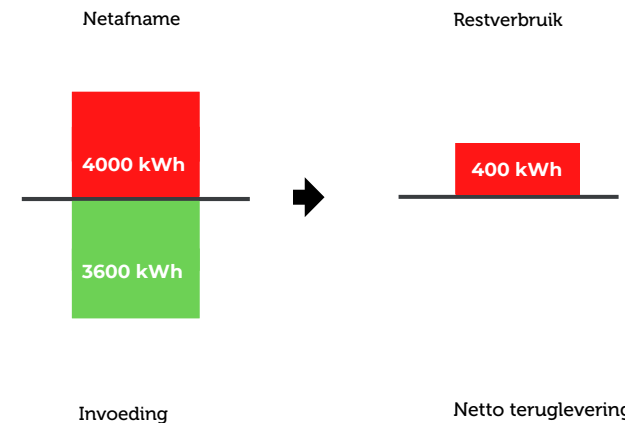 Netafname
Restverbruik
4000 kWh
400 kWh
3600 kWh
Invoeding
Netto teruglevering